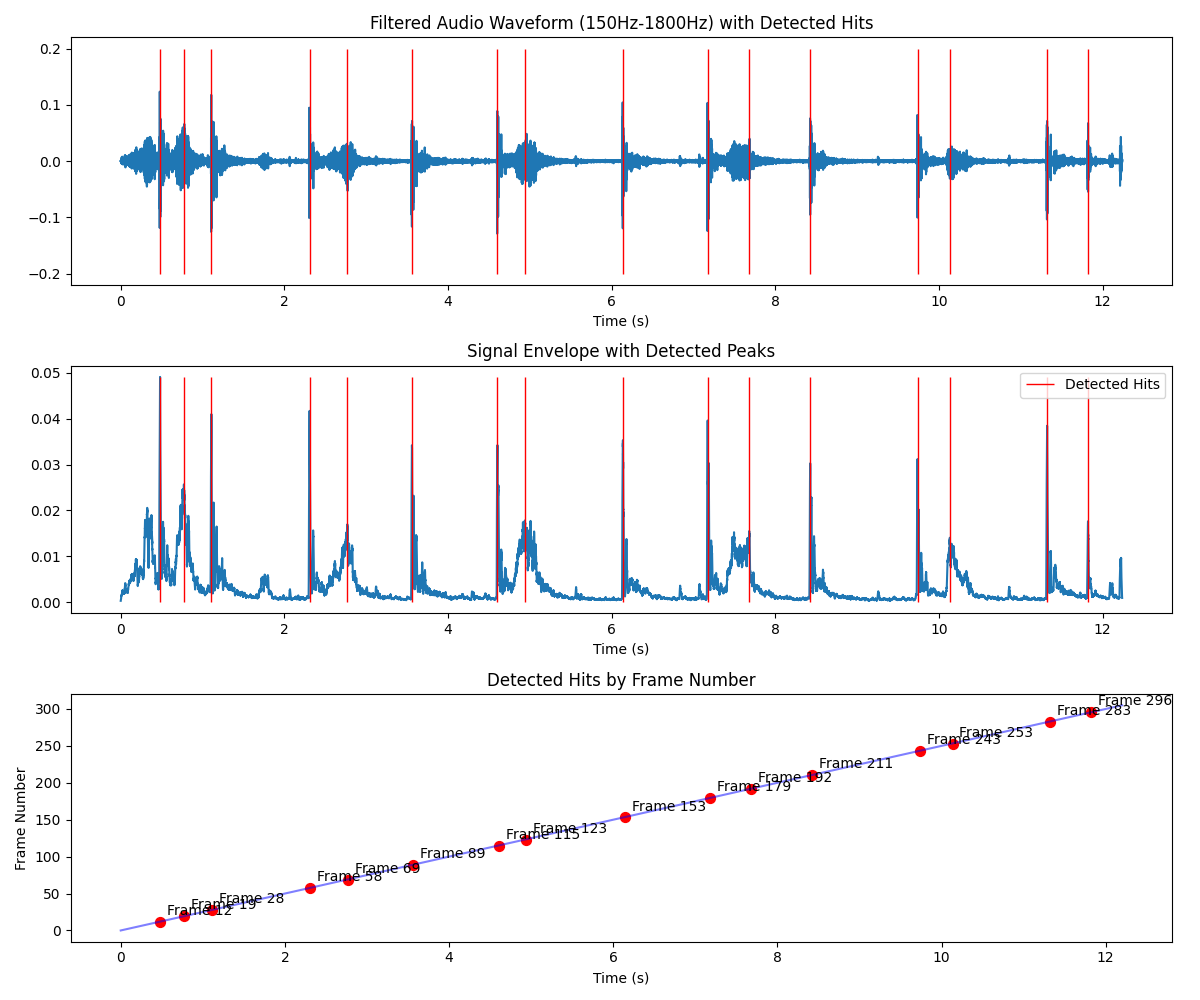 Filtered Audio Waveform (150Hz-1800Hz) with Detected Hits
0.2
0.1
0.0
−0.1
−0.2
0 2 4 6 8 10 12
Time (s)
Signal Envelope with Detected Peaks
0.05
0.04
0.03
0.02
0.01
0.00
Detected Hits
0 2 4 6 8 10 12
Time (s)
Detected Hits by Frame Number
Frame Number
300
250
200
150
100
50
0
Frame 12
Frame 19
Frame 28
Frame 58
Frame 69
Frame 89
Frame 115
Frame 123
Frame 153
Frame 179
Frame 192
Frame 211
Frame 243
Frame 253
Frame 283
Frame 296
0 2 4 6 8 10 12
Time (s)